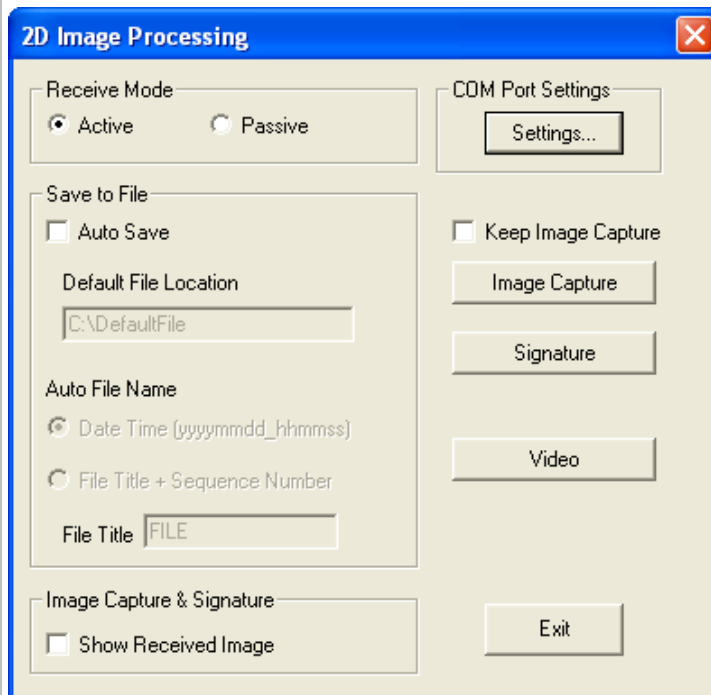 2D Image Processing
Receive Mode
Active Passive
COM Port Settings
Settings...
Save to File
Auto Save
Default File Location
C:\DefaultFile
Auto File Name
Date Time (yyyymmdd_hhmmss)
File Title + Sequence Number
File Title FILE
Keep Image Capture
Image Capture
Signature
Video
Image Capture & Signature
Show Received Image
Exit